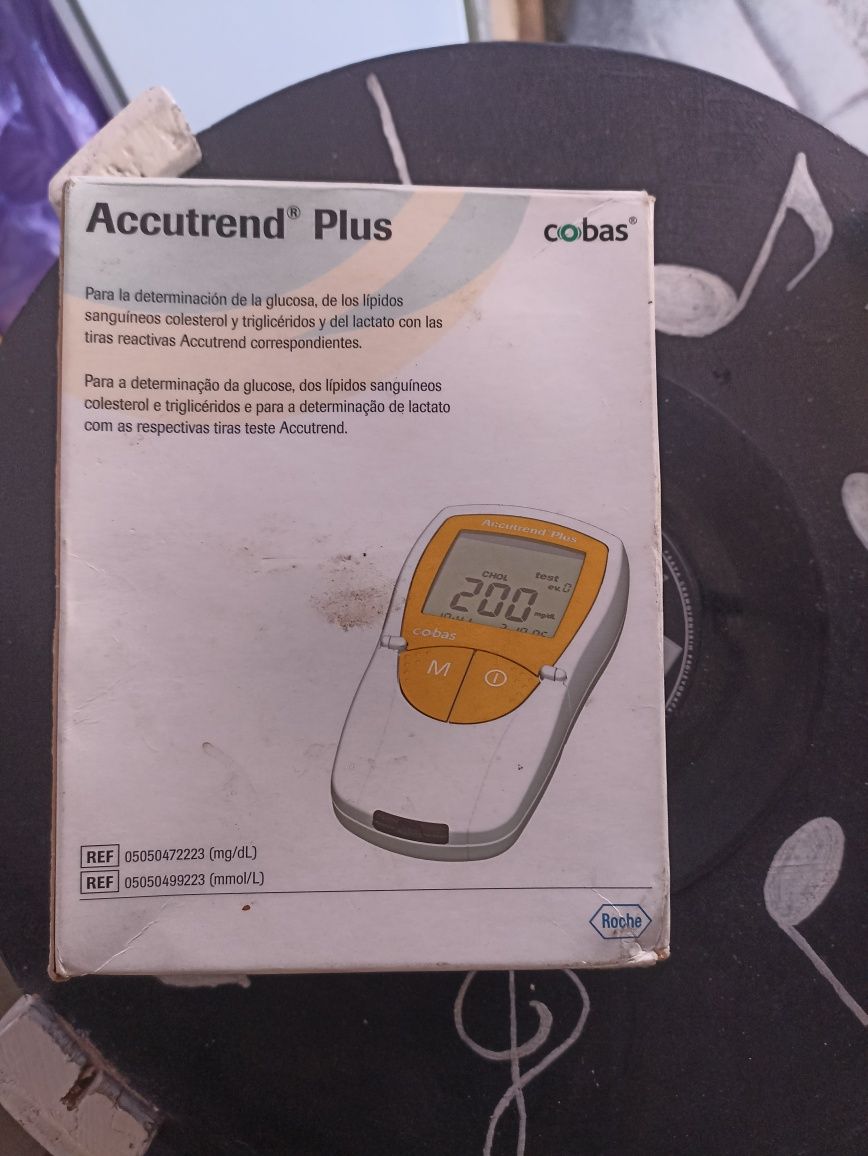 Accutrend® Plus
cobas®
Para la determinación de la glucosa, de los lípidos
sanguíneos colesterol y triglicéridos y del lactato con las
tiras reactivas Accutrend correspondientes.
Para a determinação da glucose, dos lípidos sanguíneos
colesterol e triglicéridos e para a determinação de lactato
com as respectivas tiras teste Accutrend.
Accutrend Plus
CHOL test
ev.0
200 mg/dL
cobas
M
REF 05050472223 (mg/dL)
REF 05050499223 (mmol/L)
Roche